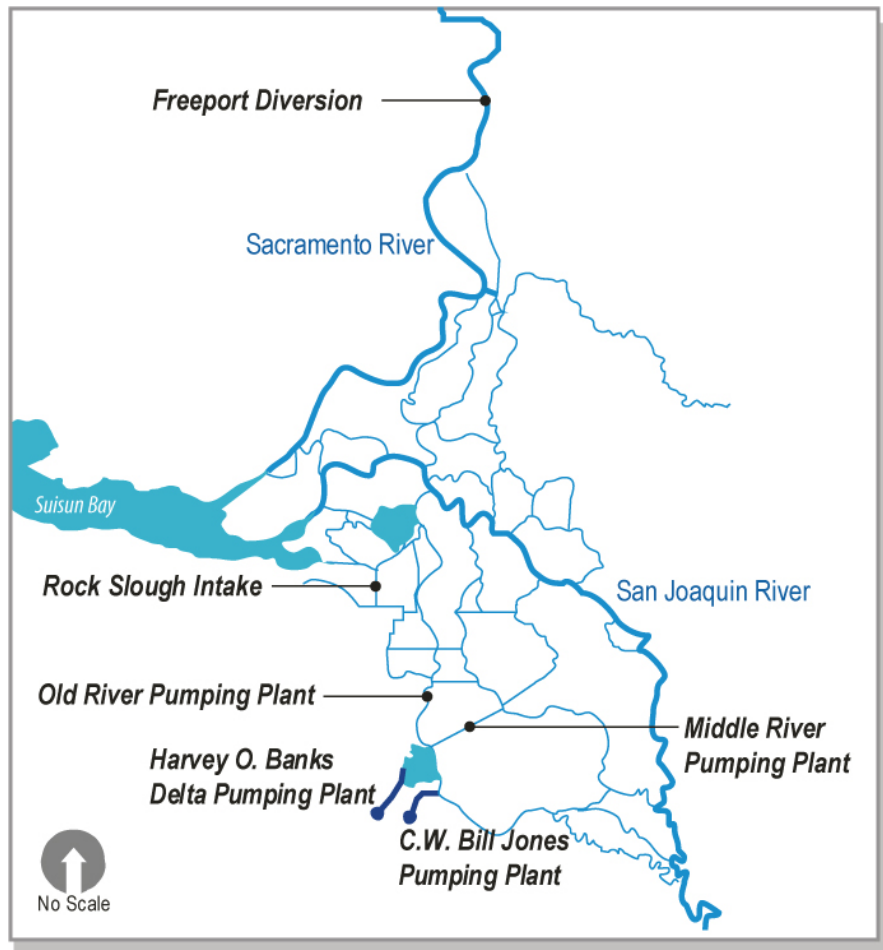 Freeport Diversion
Sacramento River
Suisun Bay
Rock Slough Intake
San Joaquin River
Old River Pumping Plant
Middle River
Pumping Plant
Harvey O. Banks
Delta Pumping Plant
C.W. Bill Jones
Pumping Plant
No Scale